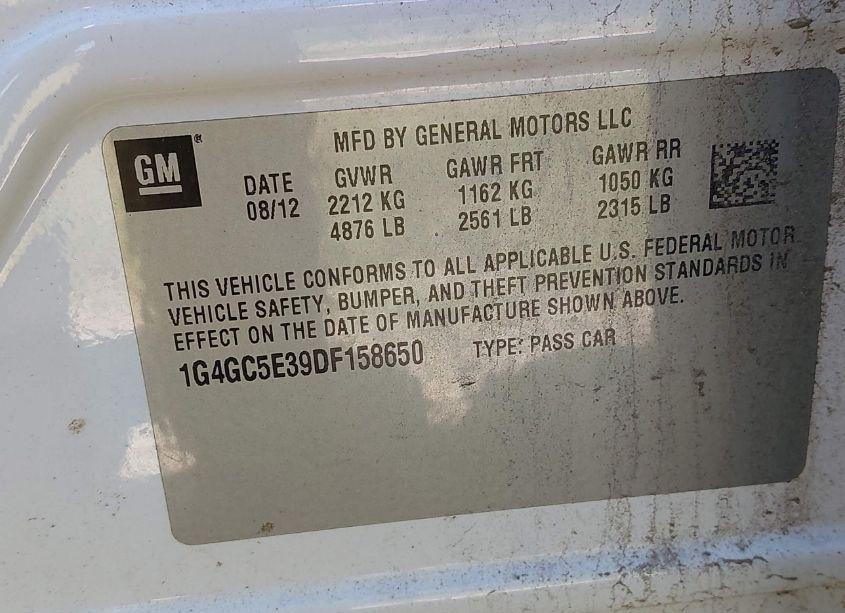 GM ®
MFD BY GENERAL MOTORS LLC
DATE GVWR GAWR FRT GAWR RR
08/12 2212 KG 1162 KG 1050 KG
4876 LB 2561 LB 2315 LB
THIS VEHICLE CONFORMS TO ALL APPLICABLE U.S. FEDERAL MOTOR
VEHICLE SAFETY, BUMPER, AND THEFT PREVENTION STANDARDS IN
EFFECT ON THE DATE OF MANUFACTURE SHOWN ABOVE.
1G4GC5E39DF158650 TYPE: PASS CAR